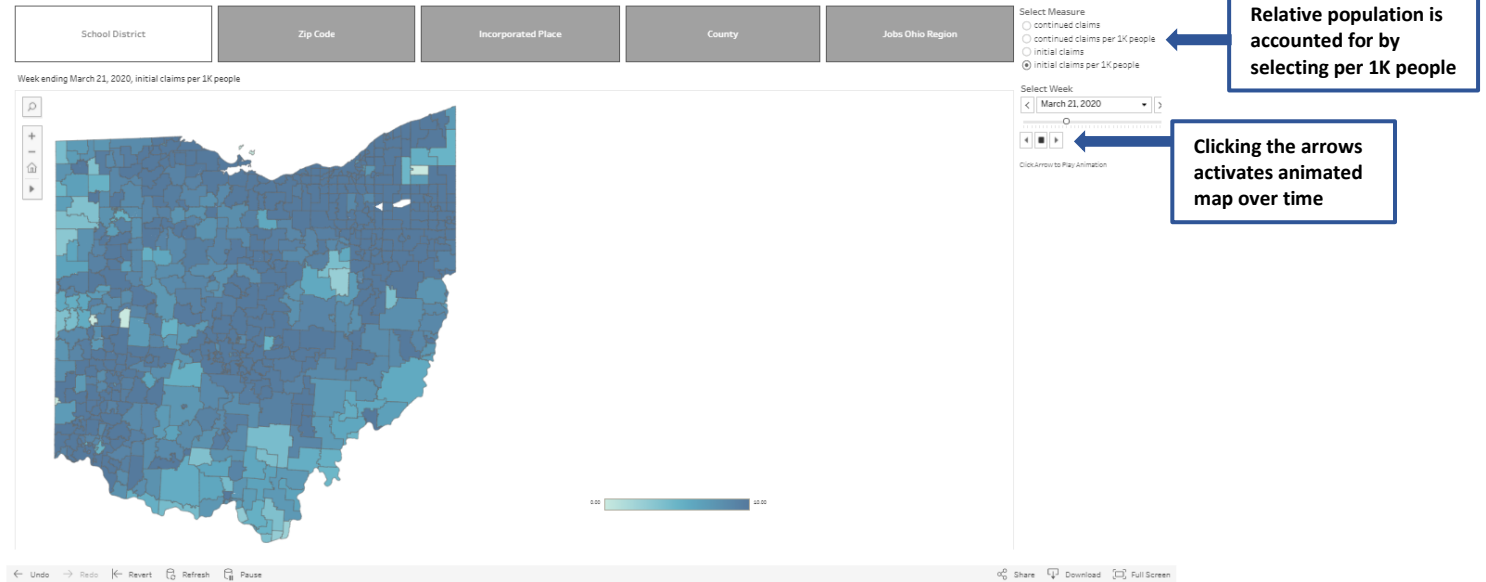 School District
Zip Code
Incorporated Place
County
Jobs Ohio Region
Select Measure
continued claims
continued claims per 1K people
initial claims
initial claims per 1K people
Relative population is
accounted for by
selecting per 1K people
Week ending March 21, 2020, initial claims per 1K people
Select Week
March 21, 2020
Click Arrow to Play Animation
Clicking the arrows
activates animated
map over time
0.00
10.00
Undo
Redo
Revert
Refresh
Pause
Share
Download
Full Screen